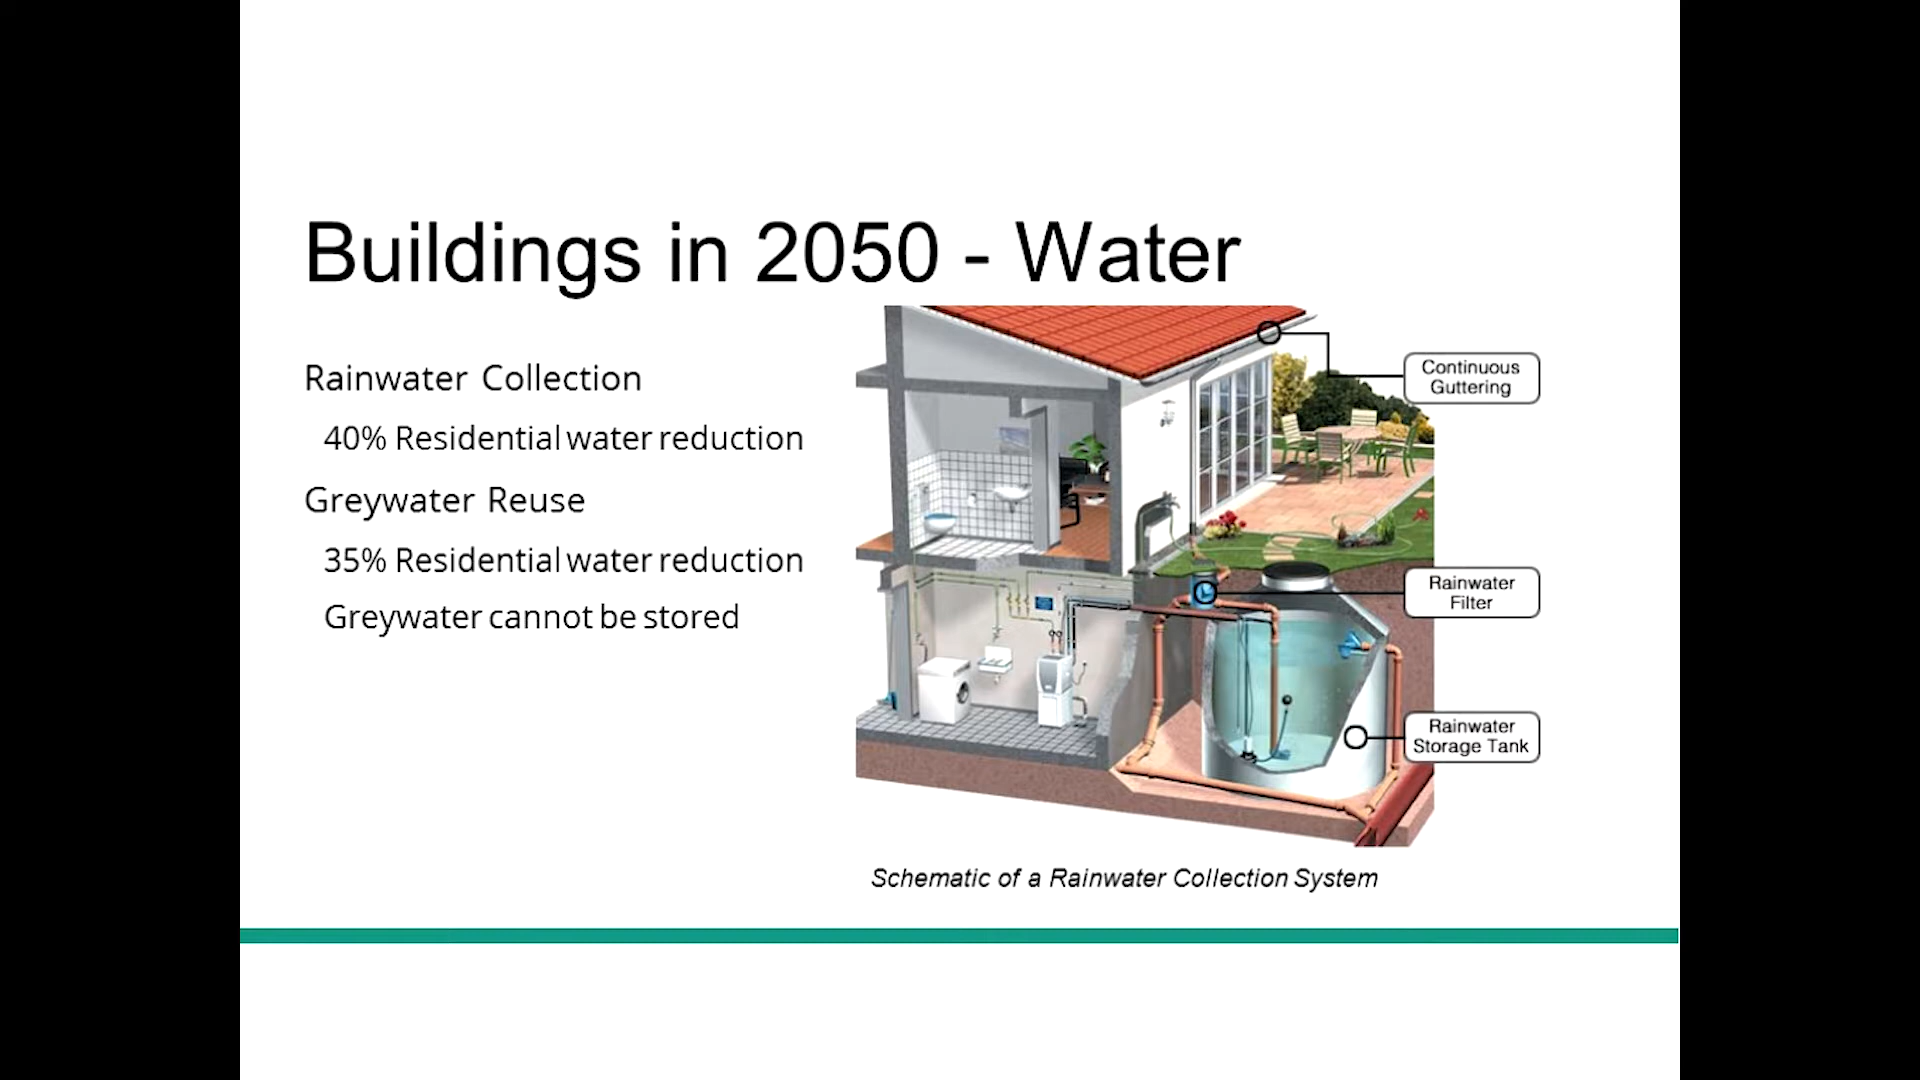 Buildings in 2050 - Water
Rainwater Collection
40% Residential water reduction
Greywater Reuse
35% Residential water reduction
Greywater cannot be stored
Continuous
Guttering
Rainwater
Filter
Rainwater
Storage Tank
Schematic of a Rainwater Collection System